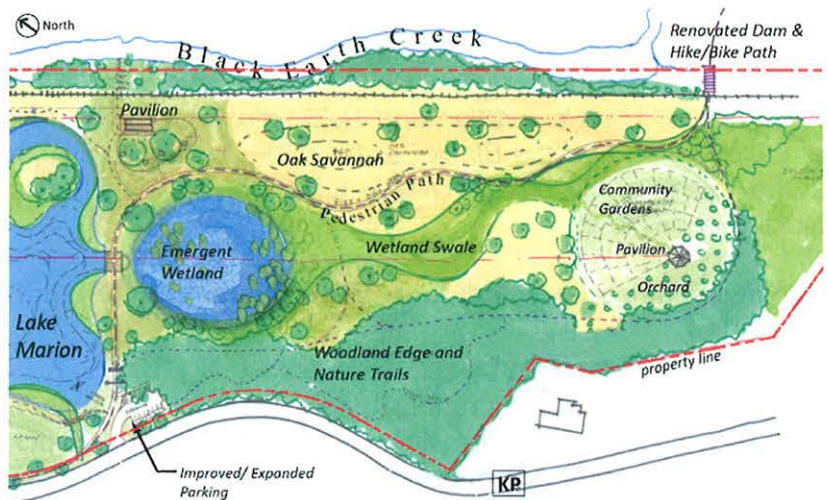 North
Black Earth Creek
Renovated Dam &
Hike/Bike Path
Pavilion
Oak Savannah
Pedestrian Path
Community
Gardens
Emergent
Wetland
Wetland Swale
Pavilion
Orchard
Lake
Marion
Woodland Edge and
Nature Trails
property line
Improved/ Expanded
Parking
KP